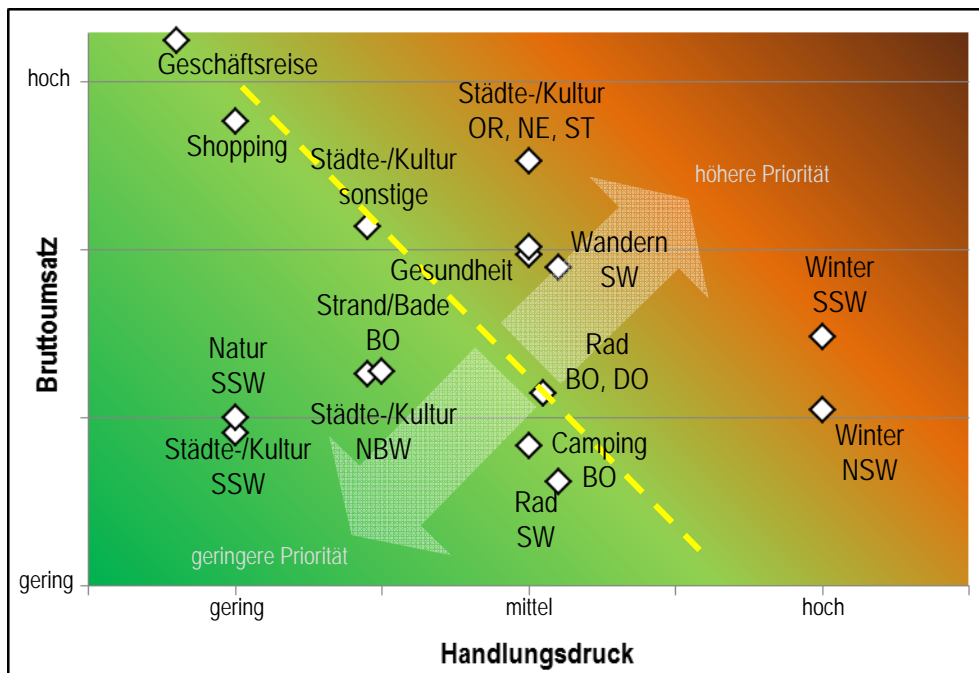 Geschäftsreise
hoch
Städte-/Kultur
OR, NE, ST
Shopping
Städte-/Kultur
sonstige
höhere Priorität
Bruttoumsatz
Gesundheit
Wandern
SW
Winter
SSW
Strand/Bade
BO
Natur
SSW
Rad
BO, DO
Städte-/Kultur
NBW
Städte-/Kultur
SSW
Camping
BO
Winter
NSW
Rad
SW
geringere Priorität
gering
gering
mittel
hoch
Handlungsdruck